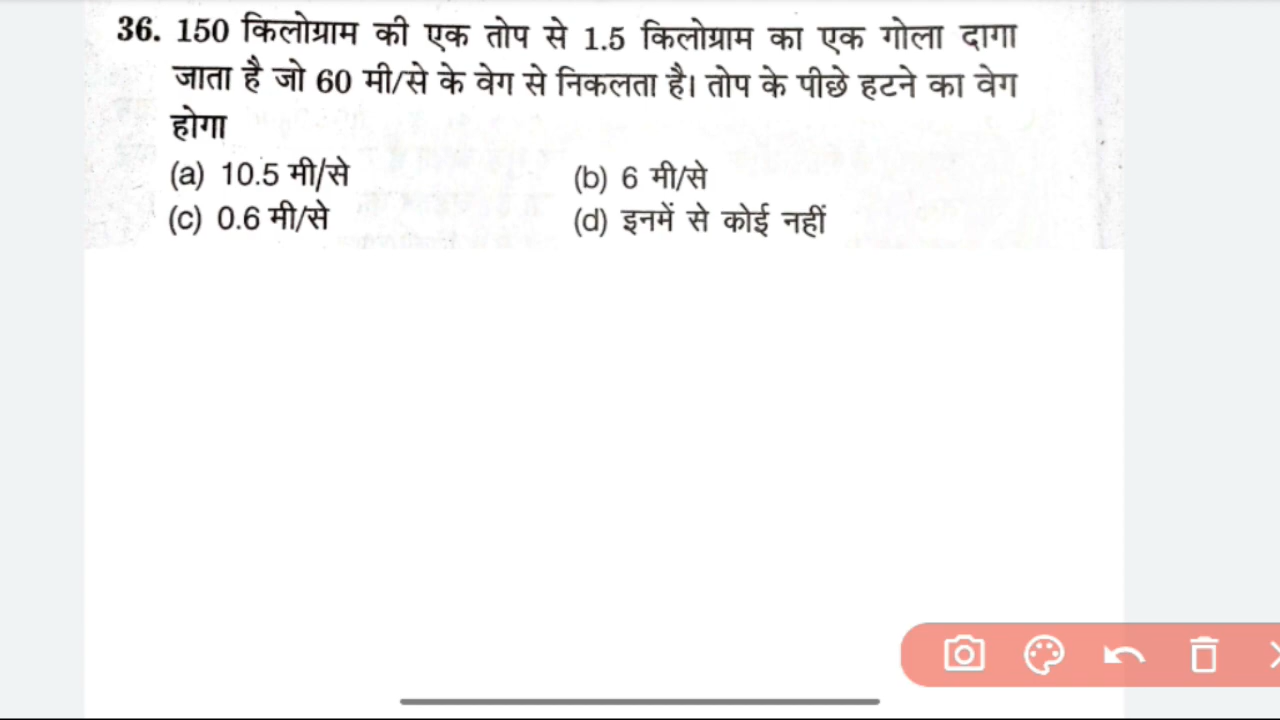 36. 150 किलोग्राम की एक तोप से 1.5 किलोग्राम का एक गोला दागा
जाता है जो 60 मी/से के वेग से निकलता है। तोप के पीछे हटने का वेग
होगा
(a) 10.5 मी/से (b) 6 मी/से
(c) 0.6 मी/से (d) इनमें से कोई नहीं